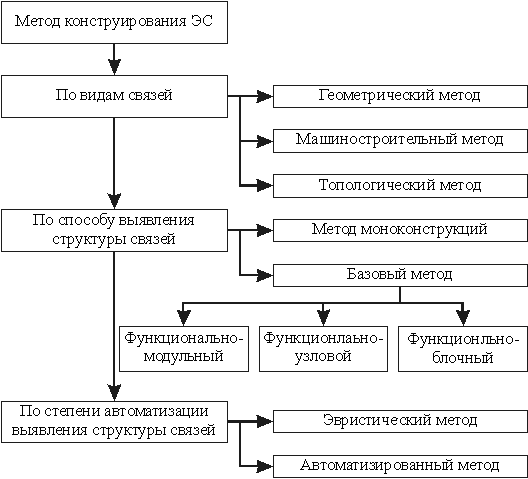 Метод конструирования ЭС
По видам связей
Геометрический метод
Машиностроительный метод
Топологический метод
По способу выявления
структуры связей
Метод моноконструкций
Базовый метод
Функционально-
модульный
Функционлаьно-
узловой
Функционльно-
блочный
По степени автоматизации
выявления структуры связей
Эвристический метод
Автоматизированный метод